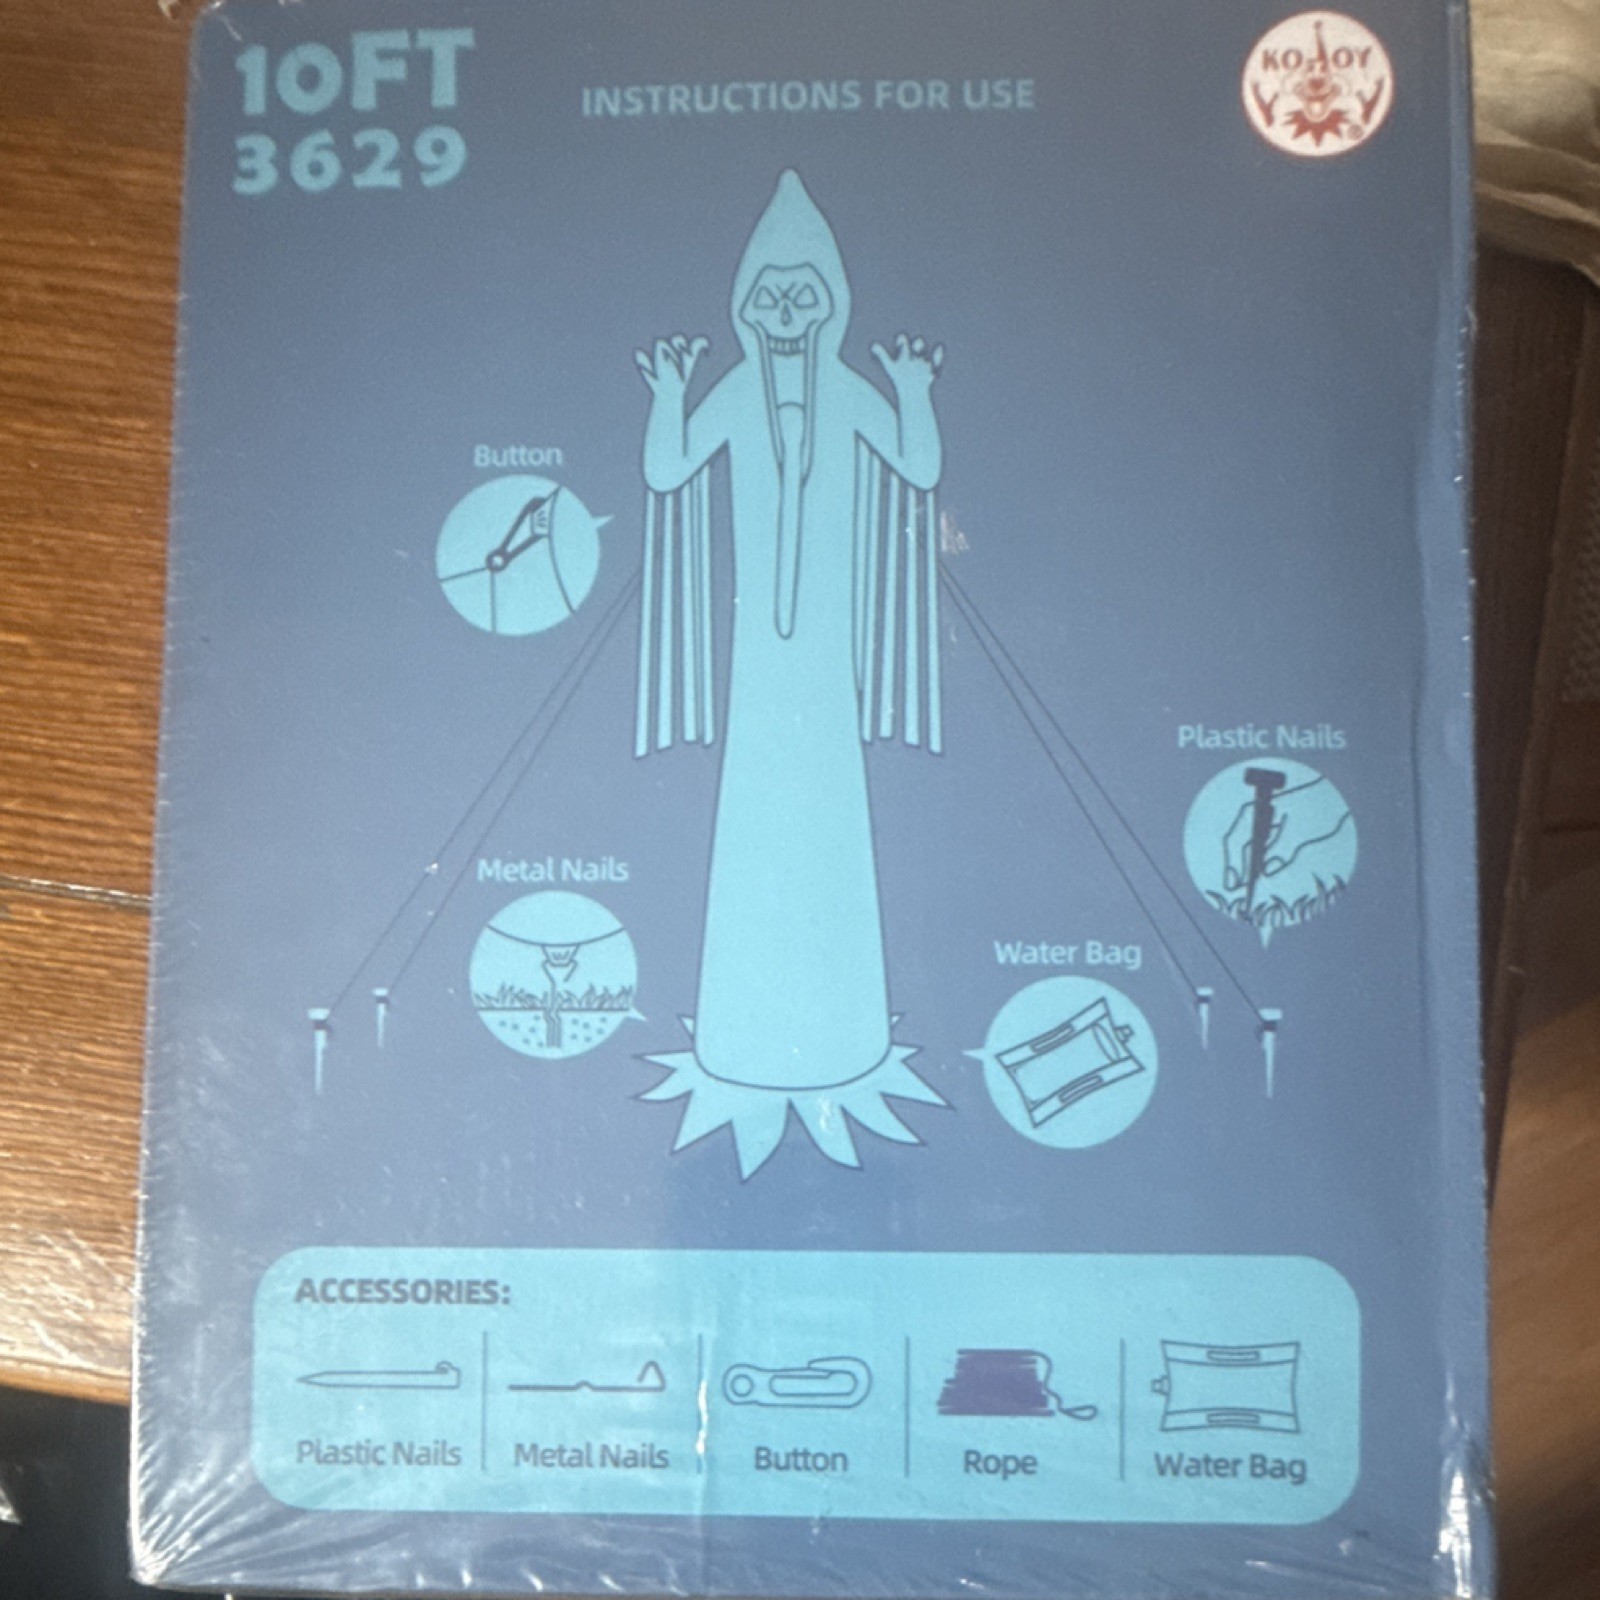 10FT
3629
INSTRUCTIONS FOR USE
KOOY
Button
Plastic Nails
Metal Nails
Water Bag
ACCESSORIES:
Plastic Nails
Metal Nails
Button
Rope
Water Bag